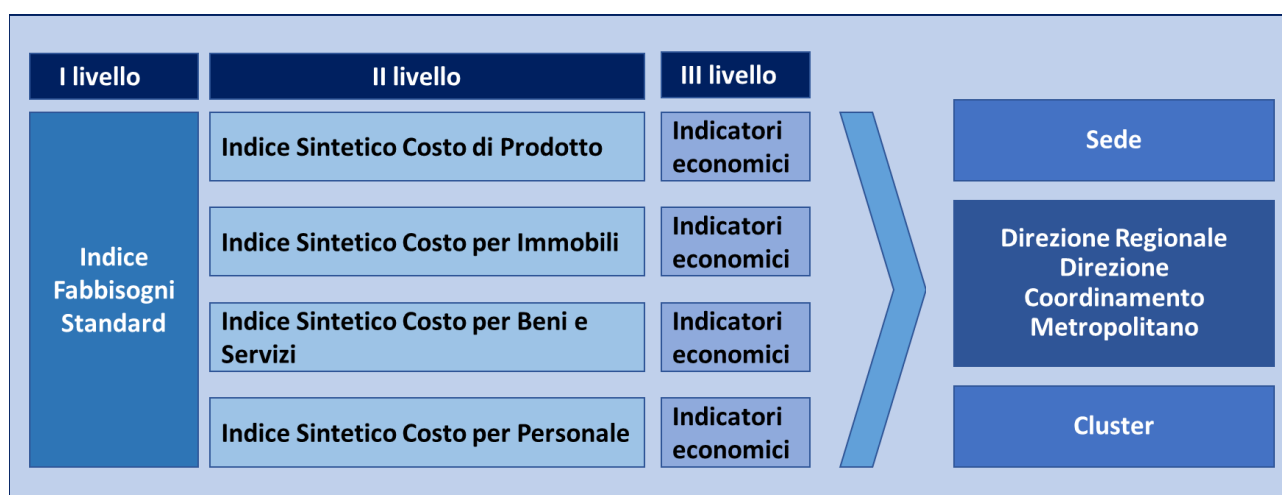 I livello
II livello
III livello
Indice
Fabbisogni
Standard
Indice Sintetico Costo di Prodotto
Indicatori
economici
Indice Sintetico Costo per Immobili
Indicatori
economici
Indice Sintetico Costo per Beni e
Servizi
Indicatori
economici
Indice Sintetico Costo per Personale
Indicatori
economici
Sede
Direzione Regionale
Direzione
Coordinamento
Metropolitano
Cluster